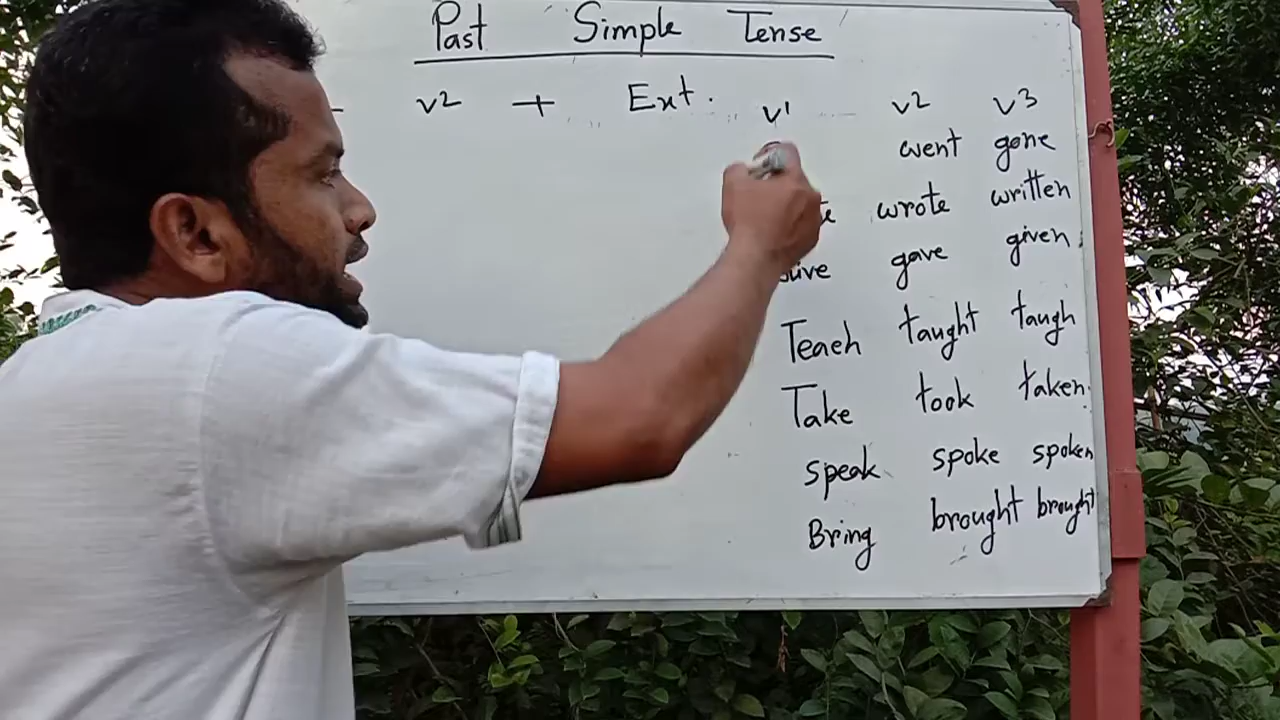 Past Simple Tense
v2 + Ext. v1 v2 v3
went gone
wrote written
Give gave given
Teach taught taugh
Take took taken
speak spoke spoken
Bring brought brought